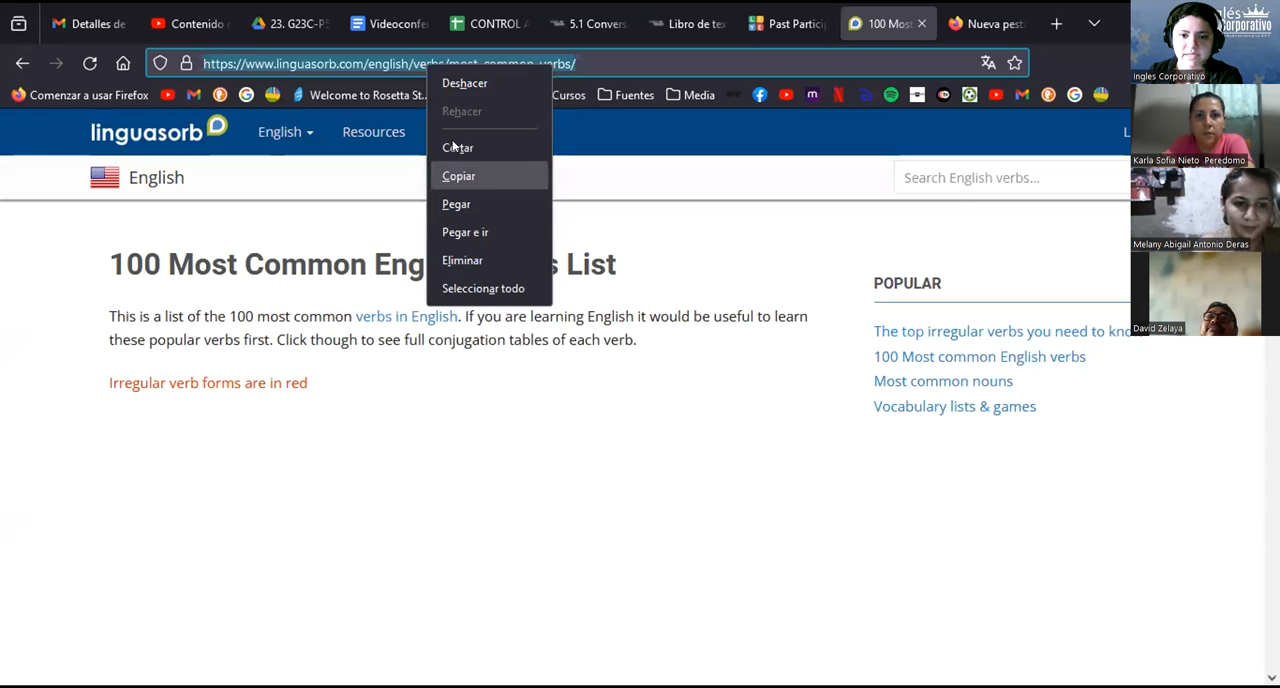 Detalles de
Contenido
23. G23C-PS
Videoconfe
CONTROL A
5.1 Convers
Libro de tex
Past Partici
100 Most
Nueva pest
https://www.linguasorb.com/english/verbs/most_common_verbs/
Comenzar a usar Firefox
Welcome to Rosetta St...
Cursos
Fuentes
Media
linguasorb
English
Resources
English
Search English verbs...
Deshacer
Rehacer
Cortar
Copiar
Pegar
Pegar e ir
Eliminar
Seleccionar todo
100 Most Common Eng s List
This is a list of the 100 most common verbs in English. If you are learning English it would be useful to learn
these popular verbs first. Click though to see full conjugation tables of each verb.
Irregular verb forms are in red
POPULAR
The top irregular verbs you need to kno
100 Most common English verbs
Most common nouns
Vocabulary lists & games
glés
Corporativo
Ingles Corporativo
Karla Sofia Nieto Peredomo
Melany Abigail Antonio Deras
David Zelaya